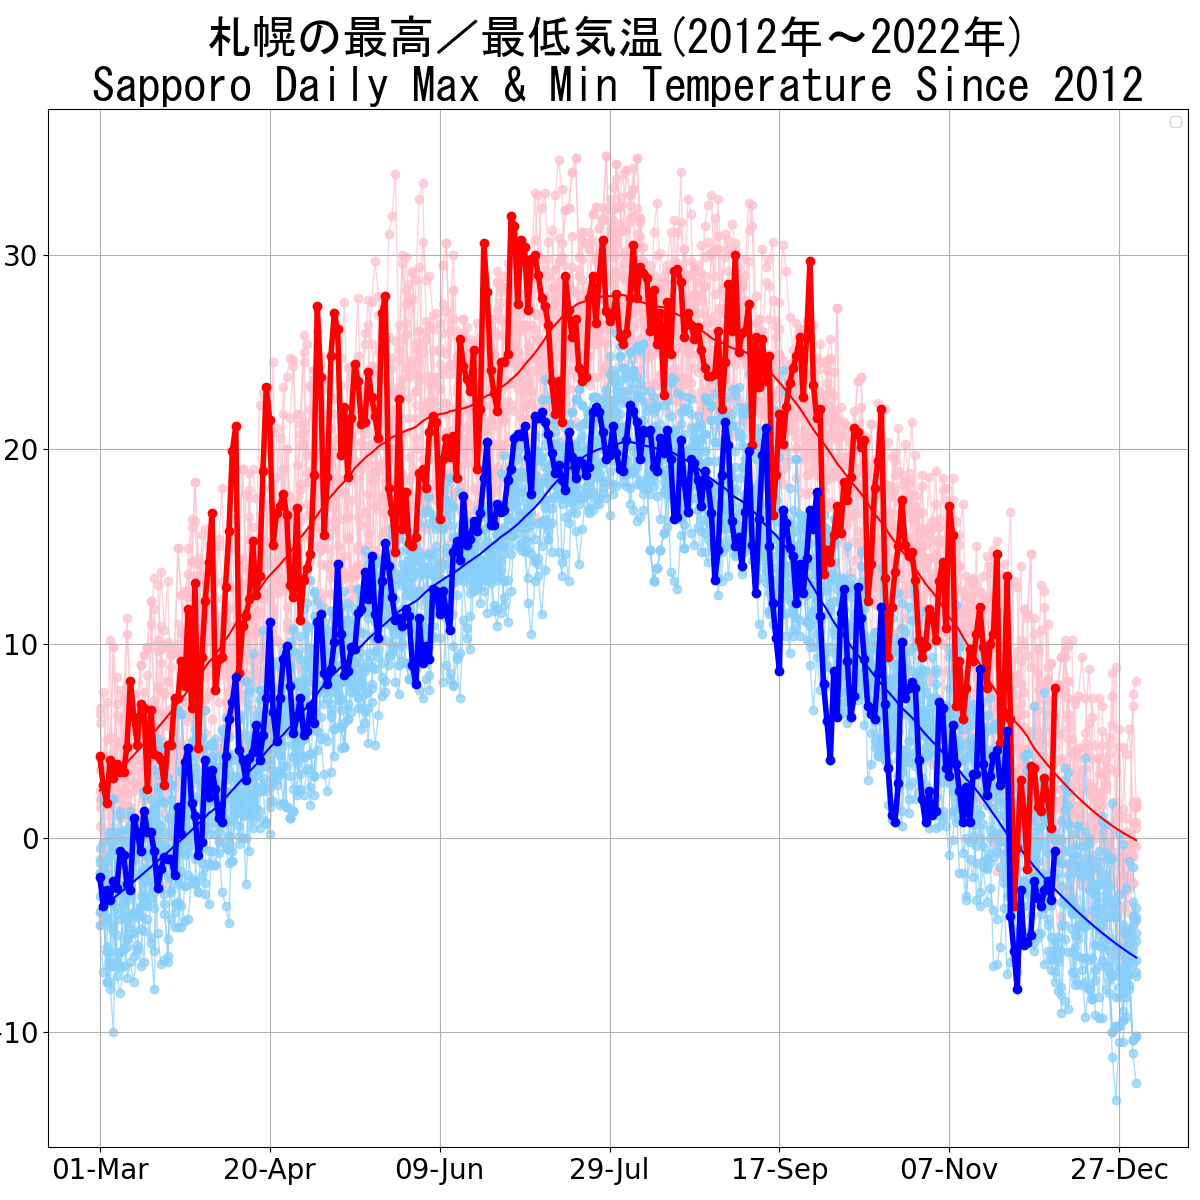 札幌の最高／最低気温(2012年～2022年)
Sapporo Daily Max & Min Temperature Since 2012
30
20
10
0
10
01-Mar 20-Apr 09-Jun 29-Jul 17-Sep 07-Nov 27-Dec